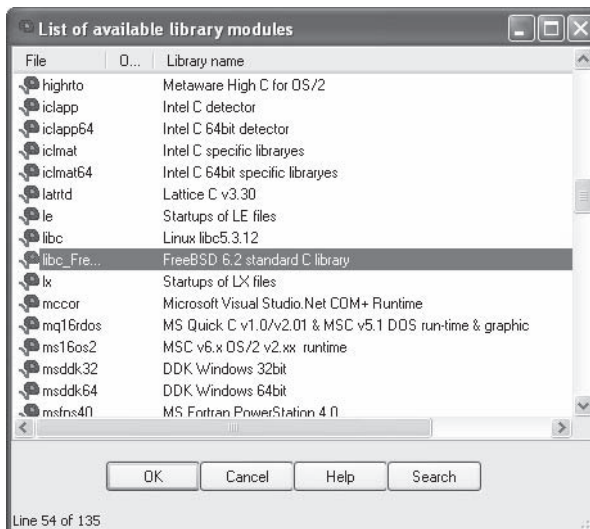 List of available library modules
File O... Library name
highrto Metaware High C for OS/2
iclapp Intel C detector
iclapp64 Intel C 64bit detector
iclmat Intel C specific libraryes
iclmat64 Intel C 64bit specific libraryes
latrtd Lattice C v3.30
le Startups of LE files
libc Linux libc5.3.12
libc_Fre... FreeBSD 6.2 standard C library
lx Startups of LX files
mccor Microsoft Visual Studio.Net COM+ Runtime
mq16rdos MS Quick C v1.0/v2.01 & MSC v5.1 DOS run-time & graphic
ms16os2 MSC v6.x OS/2 v2.xx runtime
msddk32 DDK Windows 32bit
msddk64 DDK Windows 64bit
msfps40 MS Fortran PowerStation 4.0
OK Cancel Help Search
Line 54 of 135